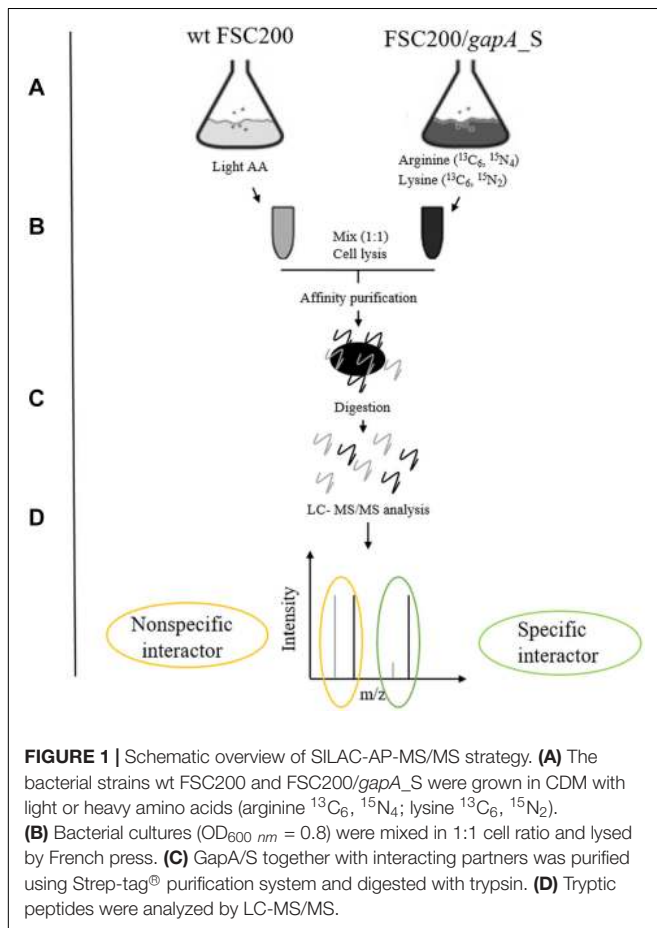 wt FSC200
FSC200/gapA_S
A
Light AA
Arginine (¹³C₆, ¹⁵N₄)
Lysine (¹³C₆, ¹⁵N₂)
B
Mix (1:1)
Cell lysis
Affinity purification
C
Digestion
D
LC- MS/MS analysis
Nonspecific
interactor
Intensity
m/z
Specific
interactor
FIGURE 1 | Schematic overview of SILAC-AP-MS/MS strategy. (A) The
bacterial strains wt FSC200 and FSC200/gapA_S were grown in CDM with
light or heavy amino acids (arginine ¹³C₆, ¹⁵N₄; lysine ¹³C₆, ¹⁵N₂).
(B) Bacterial cultures (OD₆₀₀ ₙₘ = 0.8) were mixed in 1:1 cell ratio and lysed
by French press. (C) GapA/S together with interacting partners was purified
using Strep-tag® purification system and digested with trypsin. (D) Tryptic
peptides were analyzed by LC-MS/MS.